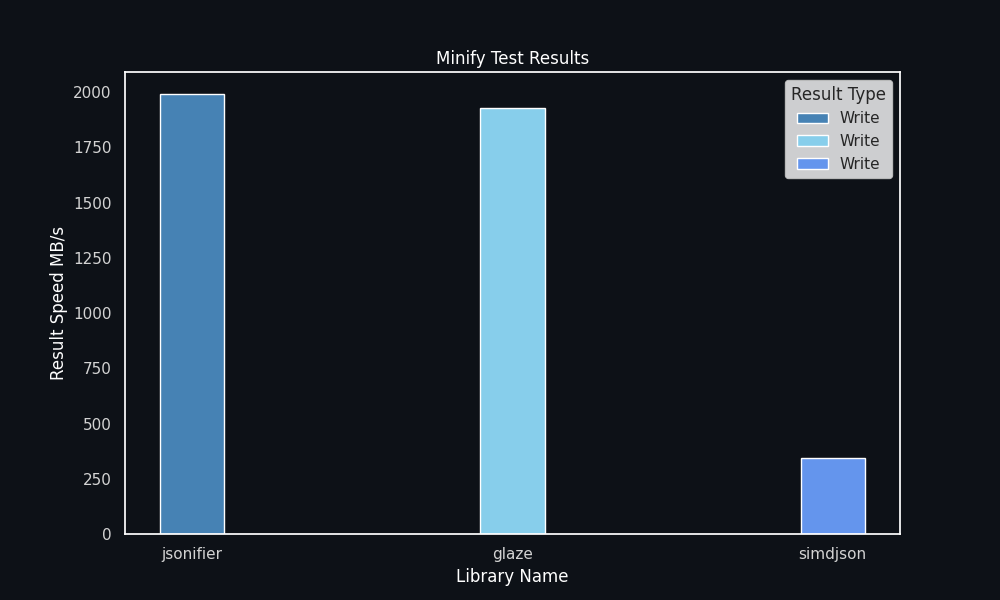 Minify Test Results
Result Type
Write
Write
Write
Result Speed MB/s
2000
1750
1500
1250
1000
750
500
250
0
jsonifier
glaze
simdjson
Library Name